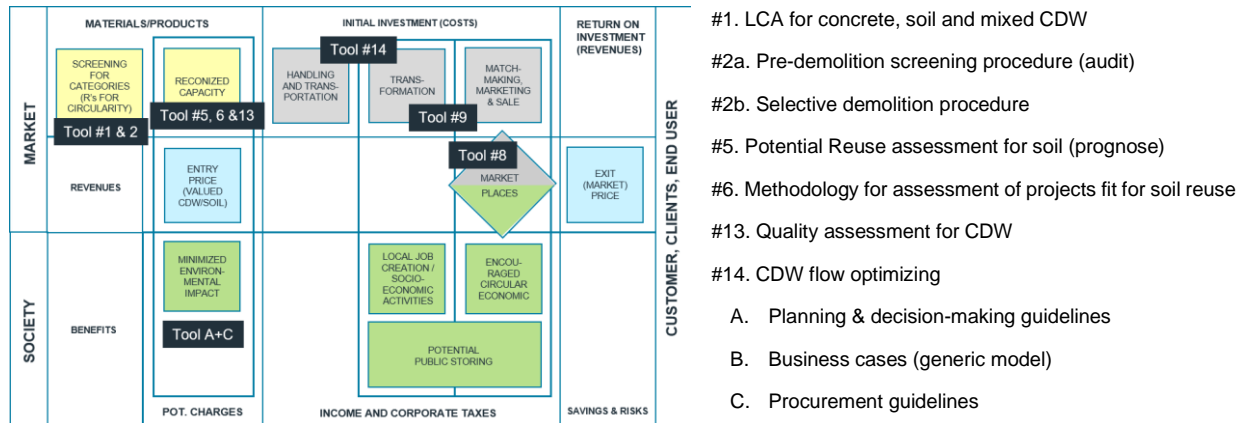 MATERIALS/PRODUCTS
INITIAL INVESTMENT (COSTS)
RETURN ON
INVESTMENT
(REVENUES)
MARKET
SCREENING
FOR
CATEGORIES
(R's FOR
CIRCULARITY)
Tool #1 & 2
RECONIZED
CAPACITY
Tool #5, 6 &13
Tool #14
HANDLING
AND TRANS-
PORTATION
TRANS-
FORMATION
MATCH-
MAKING,
MARKETING
& SALE
Tool #9
REVENUES
ENTRY
PRICE
(VALUED
CDW/SOIL)
Tool #8
MARKET
PLACES
EXIT
(MARKET)
PRICE
SOCIETY
BENEFITS
MINIMIZED
ENVIRON-
MENTAL
IMPACT
Tool A+C
LOCAL JOB
CREATION /
SOCIO-
ECONOMIC
ACTIVITIES
ENCOU-
RAGED
CIRCULAR
ECONOMIC
POTENTIAL
PUBLIC STORING
POT. CHARGES
INCOME AND CORPORATE TAXES
SAVINGS & RISKS
CUSTOMER, CLIENTS, END USER
#1. LCA for concrete, soil and mixed CDW
#2a. Pre-demolition screening procedure (audit)
#2b. Selective demolition procedure
#5. Potential Reuse assessment for soil (prognose)
#6. Methodology for assessment of projects fit for soil reuse
#13. Quality assessment for CDW
#14. CDW flow optimizing
A. Planning & decision-making guidelines
B. Business cases (generic model)
C. Procurement guidelines